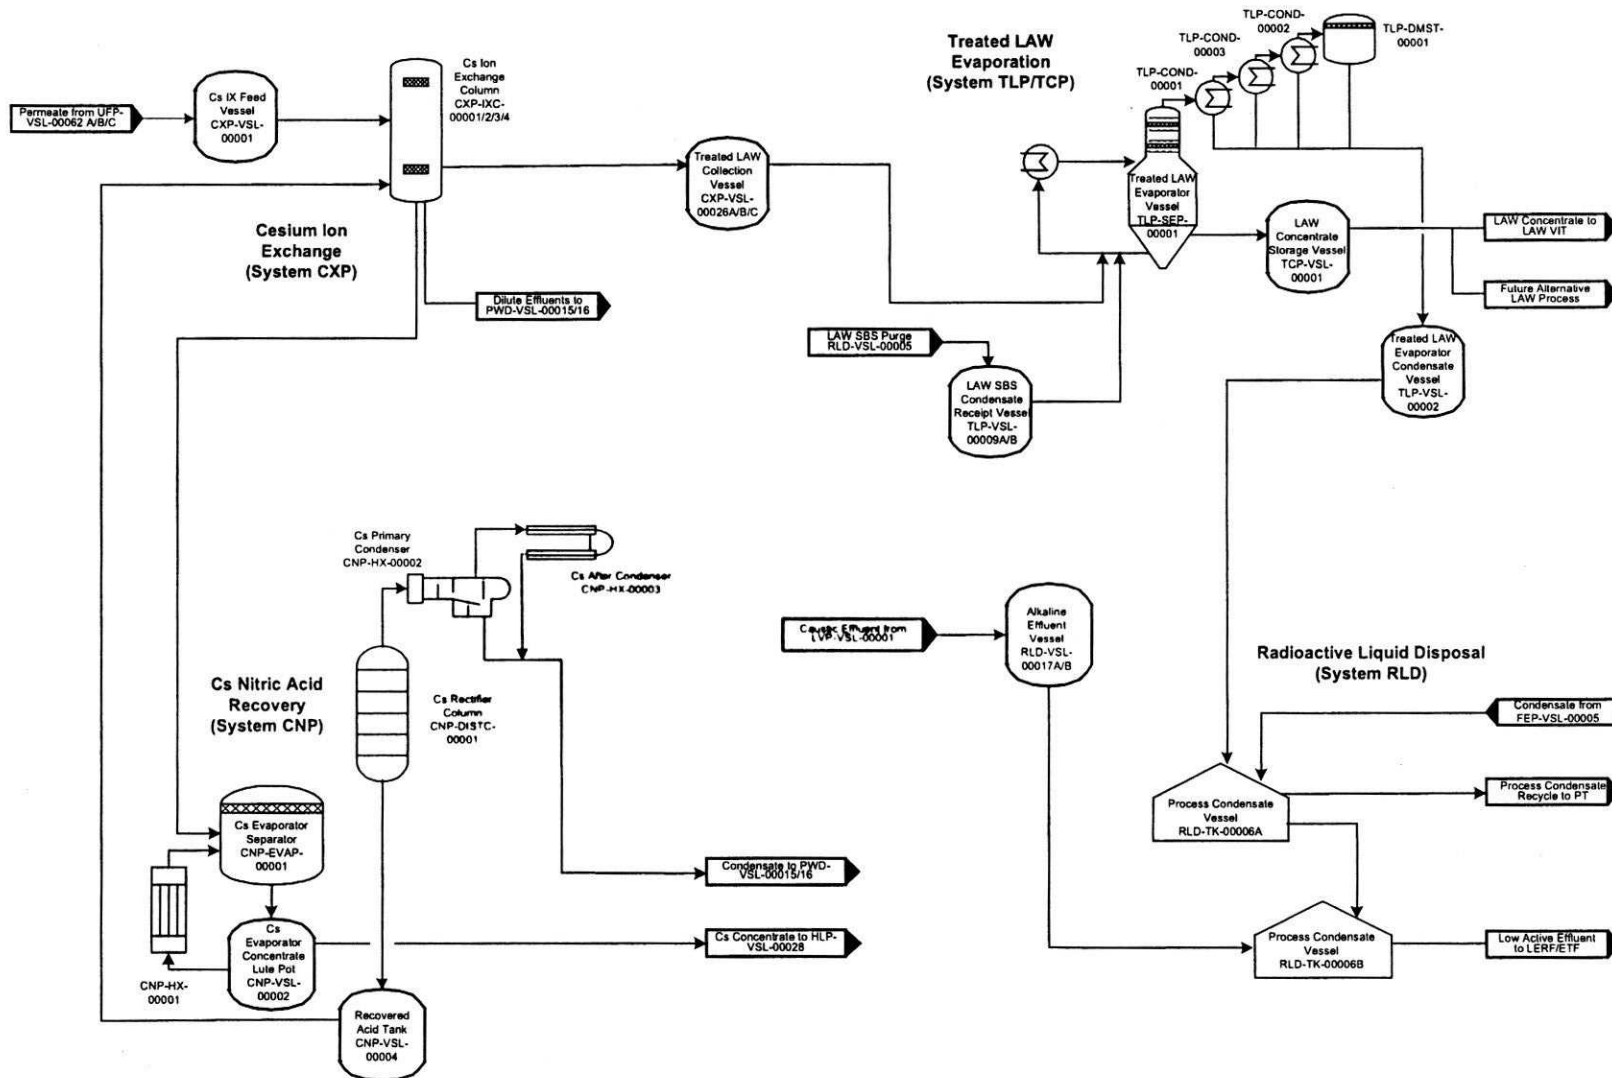 Permeate from UFP-
VSL-00062 A/B/C
Cs IX Feed
Vessel
CXP-VSL-
00001
Cs Ion
Exchange
Column
CXP-IXC-
00001/2/3/4
Cesium Ion
Exchange
(System CXP)
Dilute Effluents to
PWD-VSL-00015/16
Treated LAW
Collection
Vessel
CXP-VSL-
00026A/B/C
Treated LAW
Evaporation
(System TLP/TCP)
TLP-COND-
00001
TLP-COND-
00003
TLP-COND-
00002
TLP-DMST-
00001
Treated LAW
Evaporator
Vessel
TLP-SEP-
00001
LAW
Concentrate
Storage Vessel
TCP-VSL-
00001
LAW Concentrate to
LAW VIT
Future Alternative
LAW Process
LAW SBS Purge
RLD-VSL-00005
LAW SBS
Condensate
Receipt Vessel
TLP-VSL-
00009A/B
Treated LAW
Evaporator
Condensate
Vessel
TLP-VSL-
00002
Cs Primary
Condenser
CNP-HX-00002
Cs After Condenser
CNP-HX-00003
Cs Nitric Acid
Recovery
(System CNP)
Cs Rectifier
Column
CNP-DISTC-
00001
Cs Evaporator
Separator
CNP-EVAP-
00001
Cs
Evaporator
Concentrate
Lute Pot
CNP-VSL-
00002
CNP-HX-
00001
Recovered
Acid Tank
CNP-VSL-
00004
Condensate to PWD-
VSL-00015/16
Cs Concentrate to HLP-
VSL-00028
Caustic Effluent from
LVP-VSL-00001
Alkaline
Effluent
Vessel
RLD-VSL-
00017A/B
Radioactive Liquid Disposal
(System RLD)
Condensate from
FEP-VSL-00005
Process Condensate
Vessel
RLD-TK-00006A
Process Condensate
Recycle to PT
Process Condensate
Vessel
RLD-TK-00006B
Low Active Effluent
to LERF/ETF